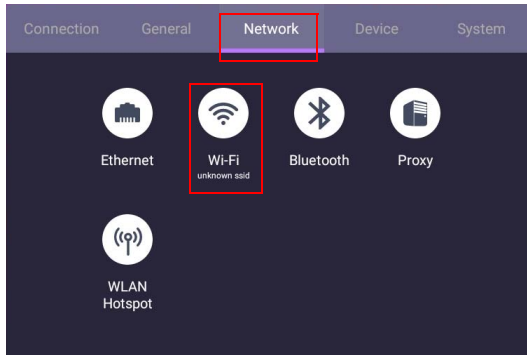 Connection General Network Device System
Ethernet Wi-Fi Bluetooth Proxy
unknown ssid
WLAN
Hotspot